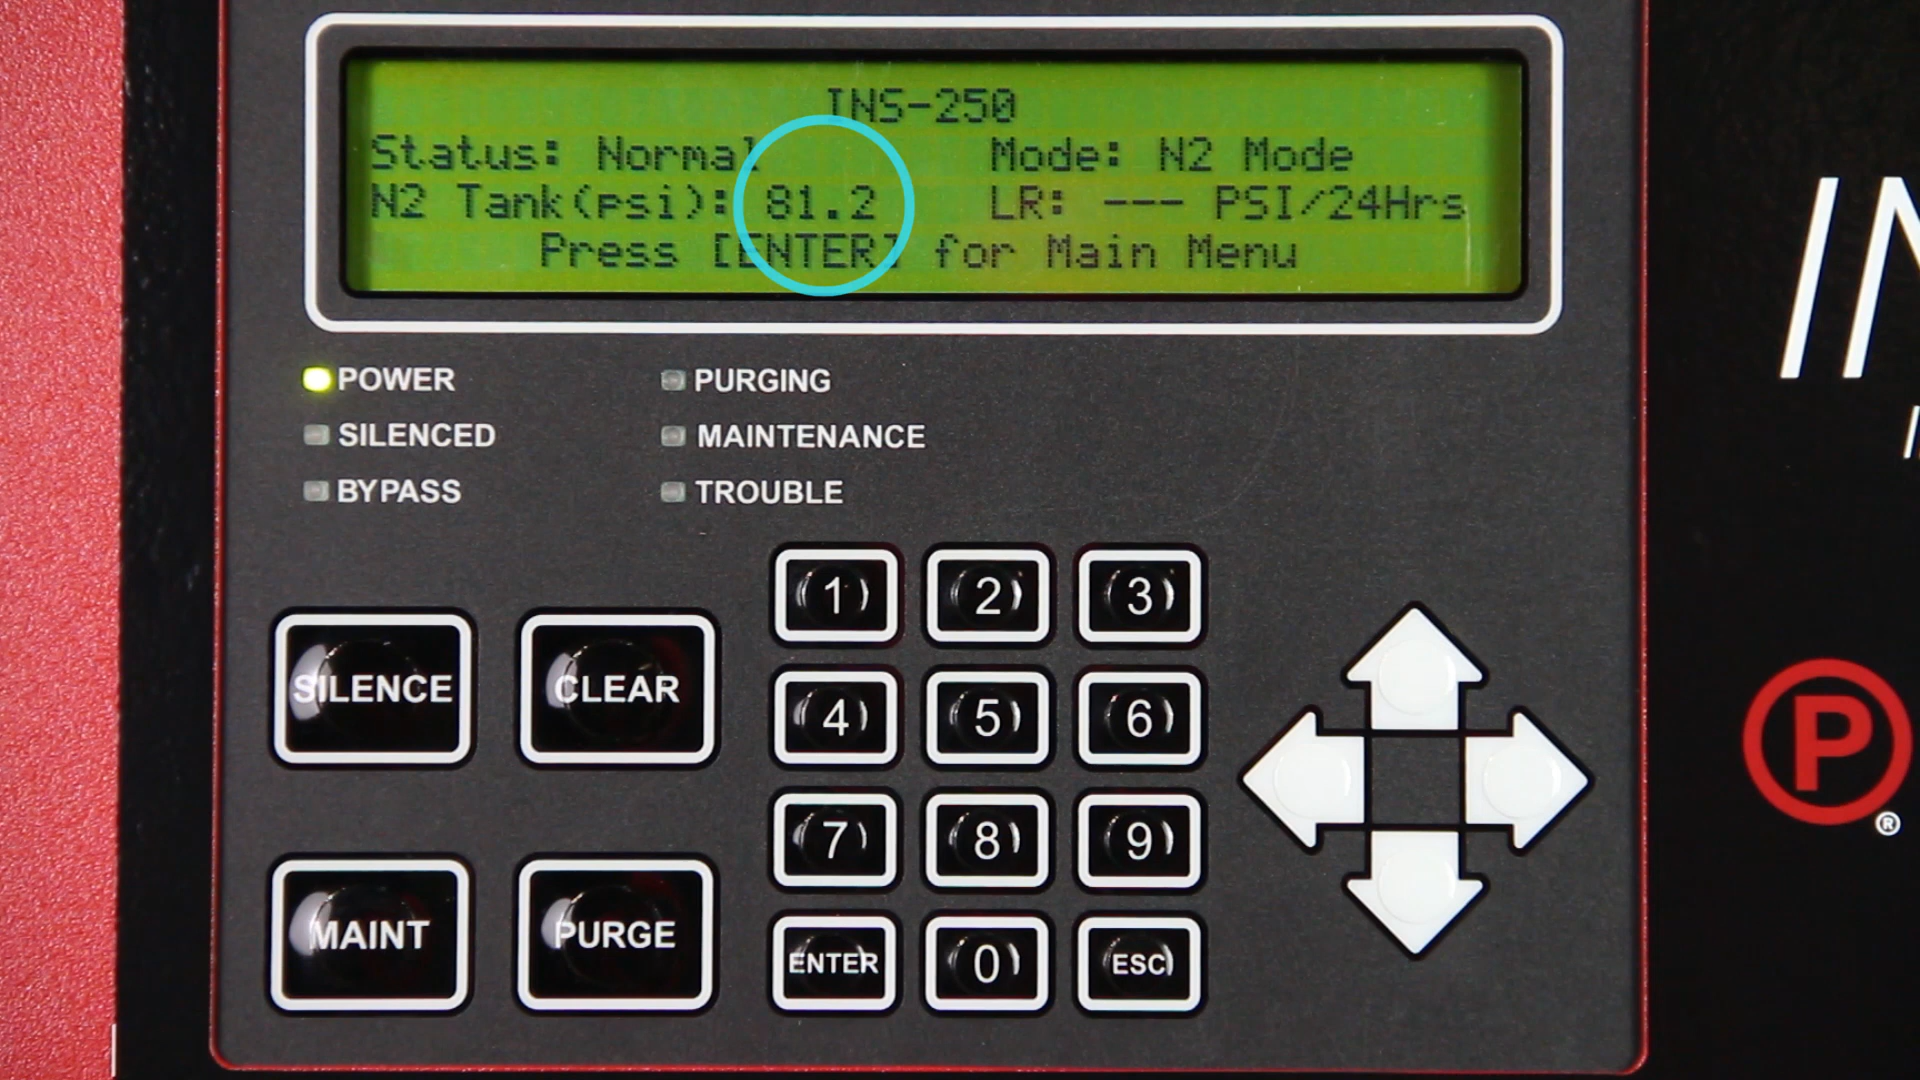 INS-250
Status: Normal Mode: N2 Mode
N2 Tank(psi): 81.2 LR: --- PSI/24Hrs
Press [ENTER] for Main Menu
POWER PURGING
SILENCED MAINTENANCE
BYPASS TROUBLE
1 2 3
SILENCE CLEAR 4 5 6
7 8 9
MAINT PURGE ENTER 0 ESC
P
®